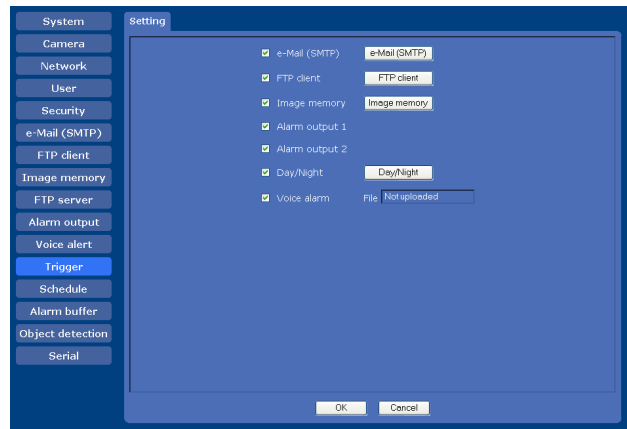 System
Camera
Network
User
Security
e-Mail (SMTP)
FTP client
Image memory
FTP server
Alarm output
Voice alert
Trigger
Schedule
Alarm buffer
Object detection
Serial
Setting
e-Mail (SMTP) e-Mail (SMTP)
FTP client FTP client
Image memory Image memory
Alarm output 1
Alarm output 2
Day/Night Day/Night
Voice alarm File Not uploaded
OK Cancel